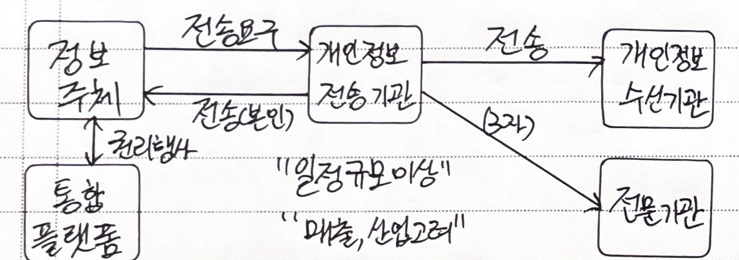 정보
주체
전송요구
전송(본인)
개인정보
전송기관
전송
개인정보
수신기관
(3자)
전문기관
권리행사
통합
플랫폼
"일정규모이상"
"매출,산업고려"